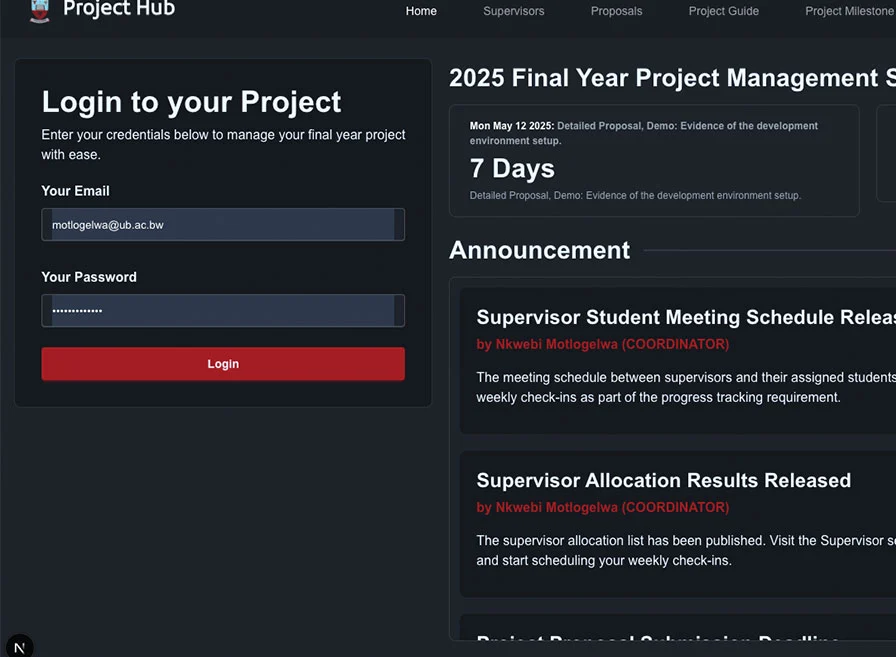 Project Hub
Home Supervisors Proposals Project Guide Project Milestone
Login to your Project
Enter your credentials below to manage your final year project
with ease.
Your Email
motlogelwa@ub.ac.bw
Your Password
•••••••••••••
Login
2025 Final Year Project Management S
Mon May 12 2025: Detailed Proposal, Demo: Evidence of the development
environment setup.
7 Days
Detailed Proposal, Demo: Evidence of the development environment setup.
Announcement
Supervisor Student Meeting Schedule Releas
by Nkwebi Motlogelwa (COORDINATOR)
The meeting schedule between supervisors and their assigned students
weekly check-ins as part of the progress tracking requirement.
Supervisor Allocation Results Released
by Nkwebi Motlogelwa (COORDINATOR)
The supervisor allocation list has been published. Visit the Supervisor se
and start scheduling your weekly check-ins.
Project Proposal Submission Deadline
N